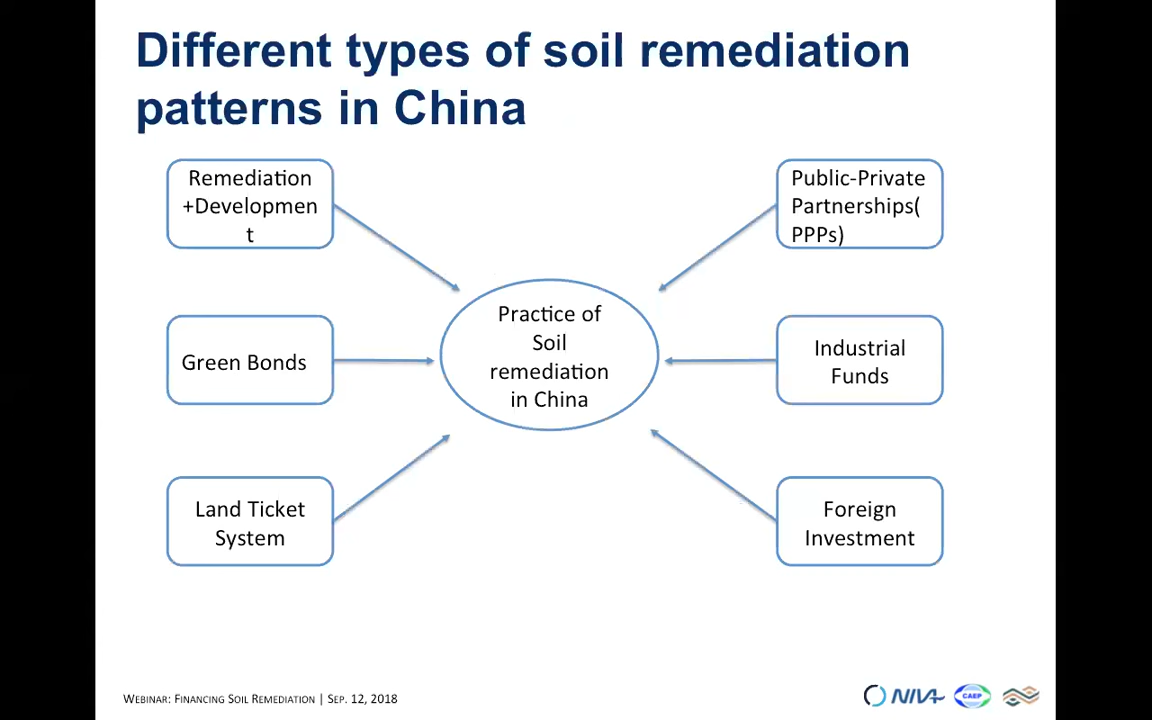 Different types of soil remediation
patterns in China
Remediation
+Developmen
t
Public-Private
Partnerships(
PPPs)
Practice of
Soil
remediation
in China
Green Bonds
Industrial
Funds
Land Ticket
System
Foreign
Investment
WEBINAR: FINANCING SOIL REMEDIATION | SEP. 12, 2018
NIVA
CAEP